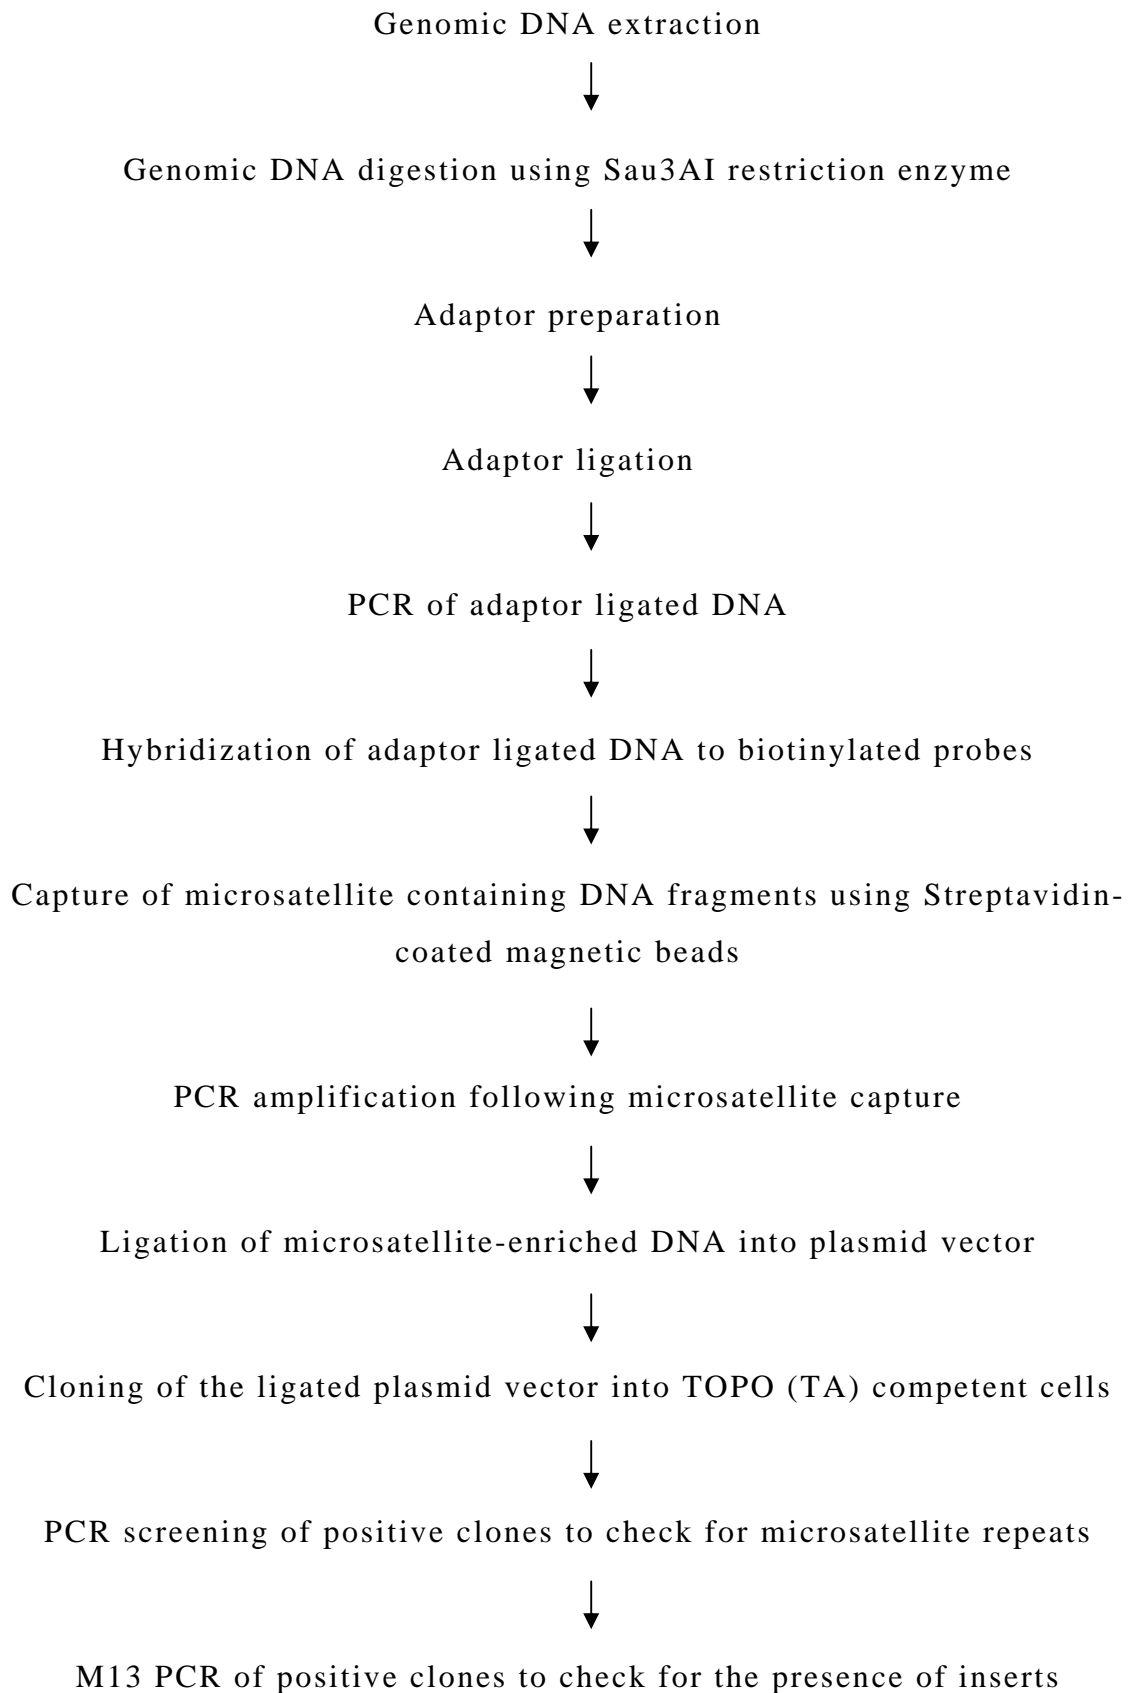 Genomic DNA extraction
Genomic DNA digestion using Sau3AI restriction enzyme
Adaptor preparation
Adaptor ligation
PCR of adaptor ligated DNA
Hybridization of adaptor ligated DNA to biotinylated probes
Capture of microsatellite containing DNA fragments using Streptavidin-
coated magnetic beads
PCR amplification following microsatellite capture
Ligation of microsatellite-enriched DNA into plasmid vector
Cloning of the ligated plasmid vector into TOPO (TA) competent cells
PCR screening of positive clones to check for microsatellite repeats
M13 PCR of positive clones to check for the presence of inserts